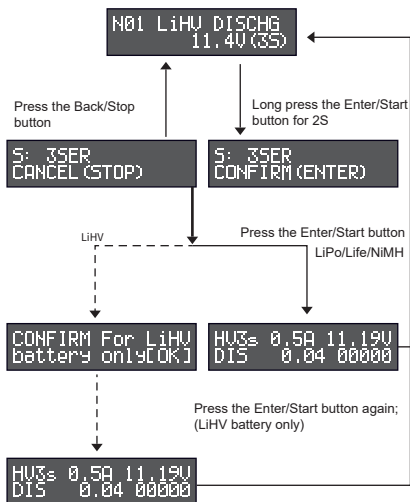 N01 LiHV DISCHG
11.4V(3S)
Press the Back/Stop
button
Long press the Enter/Start
button for 2S
S: 3SER
CANCEL(STOP)
S: 3SER
CONFIRM(ENTER)
LiHV
Press the Enter/Start button
LiPo/Life/NiMH
CONFIRM For LiHV
battery only[OK]
HV3s 0.5A 11.19V
DIS 0.04 00000
Press the Enter/Start button again;
(LiHV battery only)
HV3s 0.5A 11.19V
DIS 0.04 00000